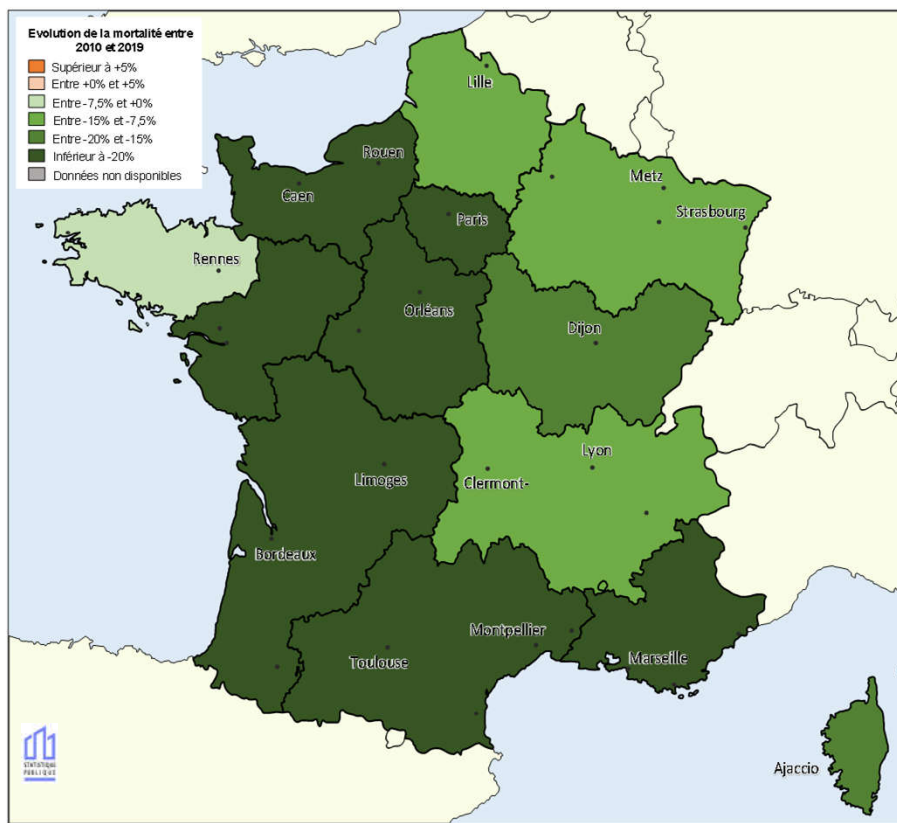 Evolution de la mortalité entre
2010 et 2019
Supérieur à +5%
Entre +0% et +5%
Entre -7,5% et +0%
Entre -15% et -7,5%
Entre -20% et -15%
Inférieur à -20%
Données non disponibles
Lille
Rouen
Caen
Metz
Paris
Strasbourg
Rennes
Orléans
Dijon
Lyon
Limoges
Clermont-
Bordeaux
Montpellier
Toulouse
Marseille
Ajaccio
STATISTIQUE
PUBLIQUE